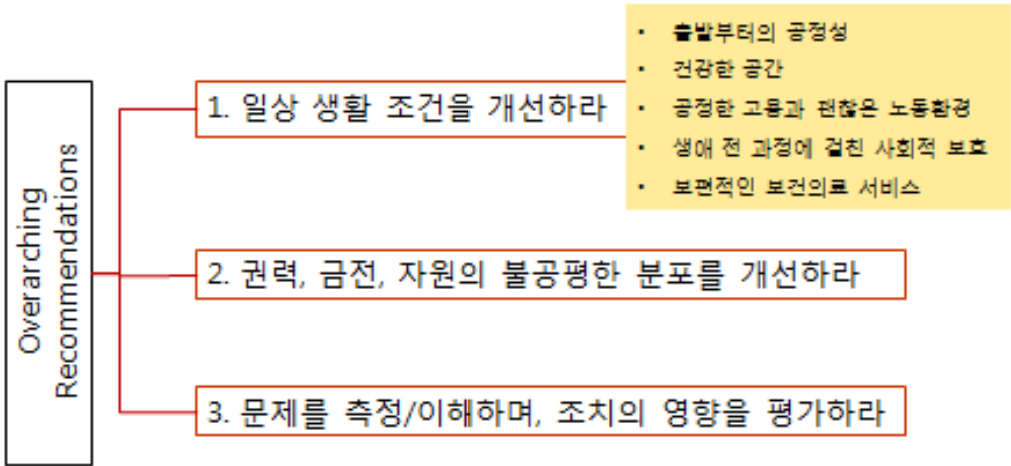 Overarching
Recommendations
1. 일상 생활 조건을 개선하라
• 출발부터의 공정성
• 건강한 공간
• 공정한 고용과 괜찮은 노동환경
• 생애 전 과정에 걸친 사회적 보호
• 보편적인 보건의료 서비스
2. 권력, 금전, 자원의 불공평한 분포를 개선하라
3. 문제를 측정/이해하며, 조치의 영향을 평가하라